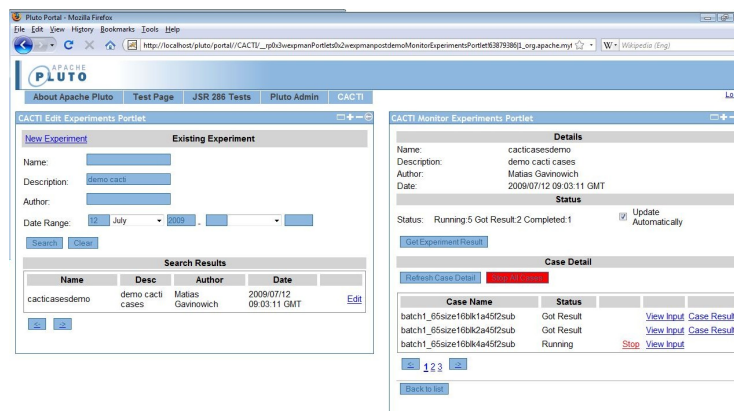 Pluto Portal - Mozilla Firefox
File Edit View History Bookmarks Tools Help
http://localhost/pluto/portal//CACTI/__rp0x3wexpmanPortlets0x2wexpmanpostdemoMonitorExperimentsPortlet!63879386|1_org.apache.myf
W Wikipedia (Eng)
APACHE
PLUTO
About Apache Pluto Test Page JSR 286 Tests Pluto Admin CACTI
Lo
CACTI Edit Experiments Portlet
New Experiment Existing Experiment
Name:
Description: demo cacti
Author:
Date Range: 12 July 2009 -
Search Clear
Search Results
Name Desc Author Date
cacticasesdemo demo cacti cases Matias Gavinowich 2009/07/12 09:03:11 GMT Edit
<- ->
CACTI Monitor Experiments Portlet
Details
Name: cacticasesdemo
Description: demo cacti cases
Author: Matias Gavinowich
Date: 2009/07/12 09:03:11 GMT
Status
Status: Running:5 Got Result:2 Completed:1 Update Automatically
Get Experiment Result
Case Detail
Refresh Case Detail
Case Name Status
batch1_65size16blk1a45f2sub Got Result View Input Case Result
batch1_65size16blk2a45f2sub Got Result View Input Case Result
batch1_65size16blk4a45f2sub Running Stop View Input
<- 1 2 3 ->
Back to list